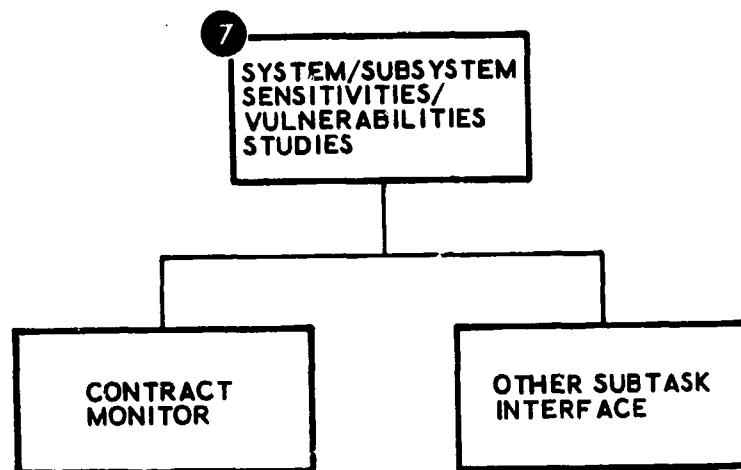 7
SYSTEM/SUBSYSTEM
SENSITIVITIES/
VULNERABILITIES
STUDIES
CONTRACT
MONITOR
OTHER SUBTASK
INTERFACE